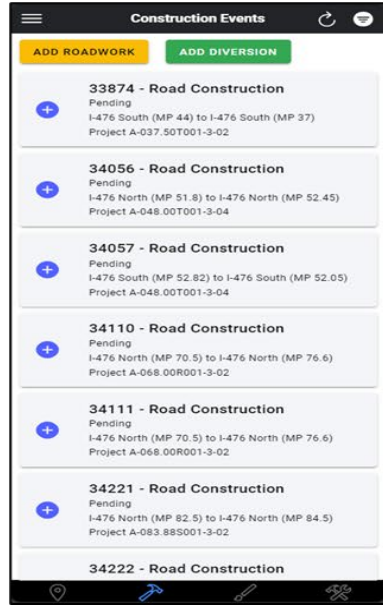 Construction Events
ADD ROADWORK ADD DIVERSION
33874 - Road Construction
Pending
I-476 South (MP 44) to I-476 South (MP 37)
Project A-037.50T001-3-02
34056 - Road Construction
Pending
I-476 North (MP 51.8) to I-476 North (MP 52.45)
Project A-048.00T001-3-04
34057 - Road Construction
Pending
I-476 South (MP 52.82) to I-476 South (MP 52.05)
Project A-048.00T001-3-04
34110 - Road Construction
Pending
I-476 North (MP 70.5) to I-476 North (MP 76.6)
Project A-068.00R001-3-02
34111 - Road Construction
Pending
I-476 North (MP 70.5) to I-476 North (MP 76.6)
Project A-068.00R001-3-02
34221 - Road Construction
Pending
I-476 North (MP 82.5) to I-476 North (MP 84.5)
Project A-083.88S001-3-02
34222 - Road Construction